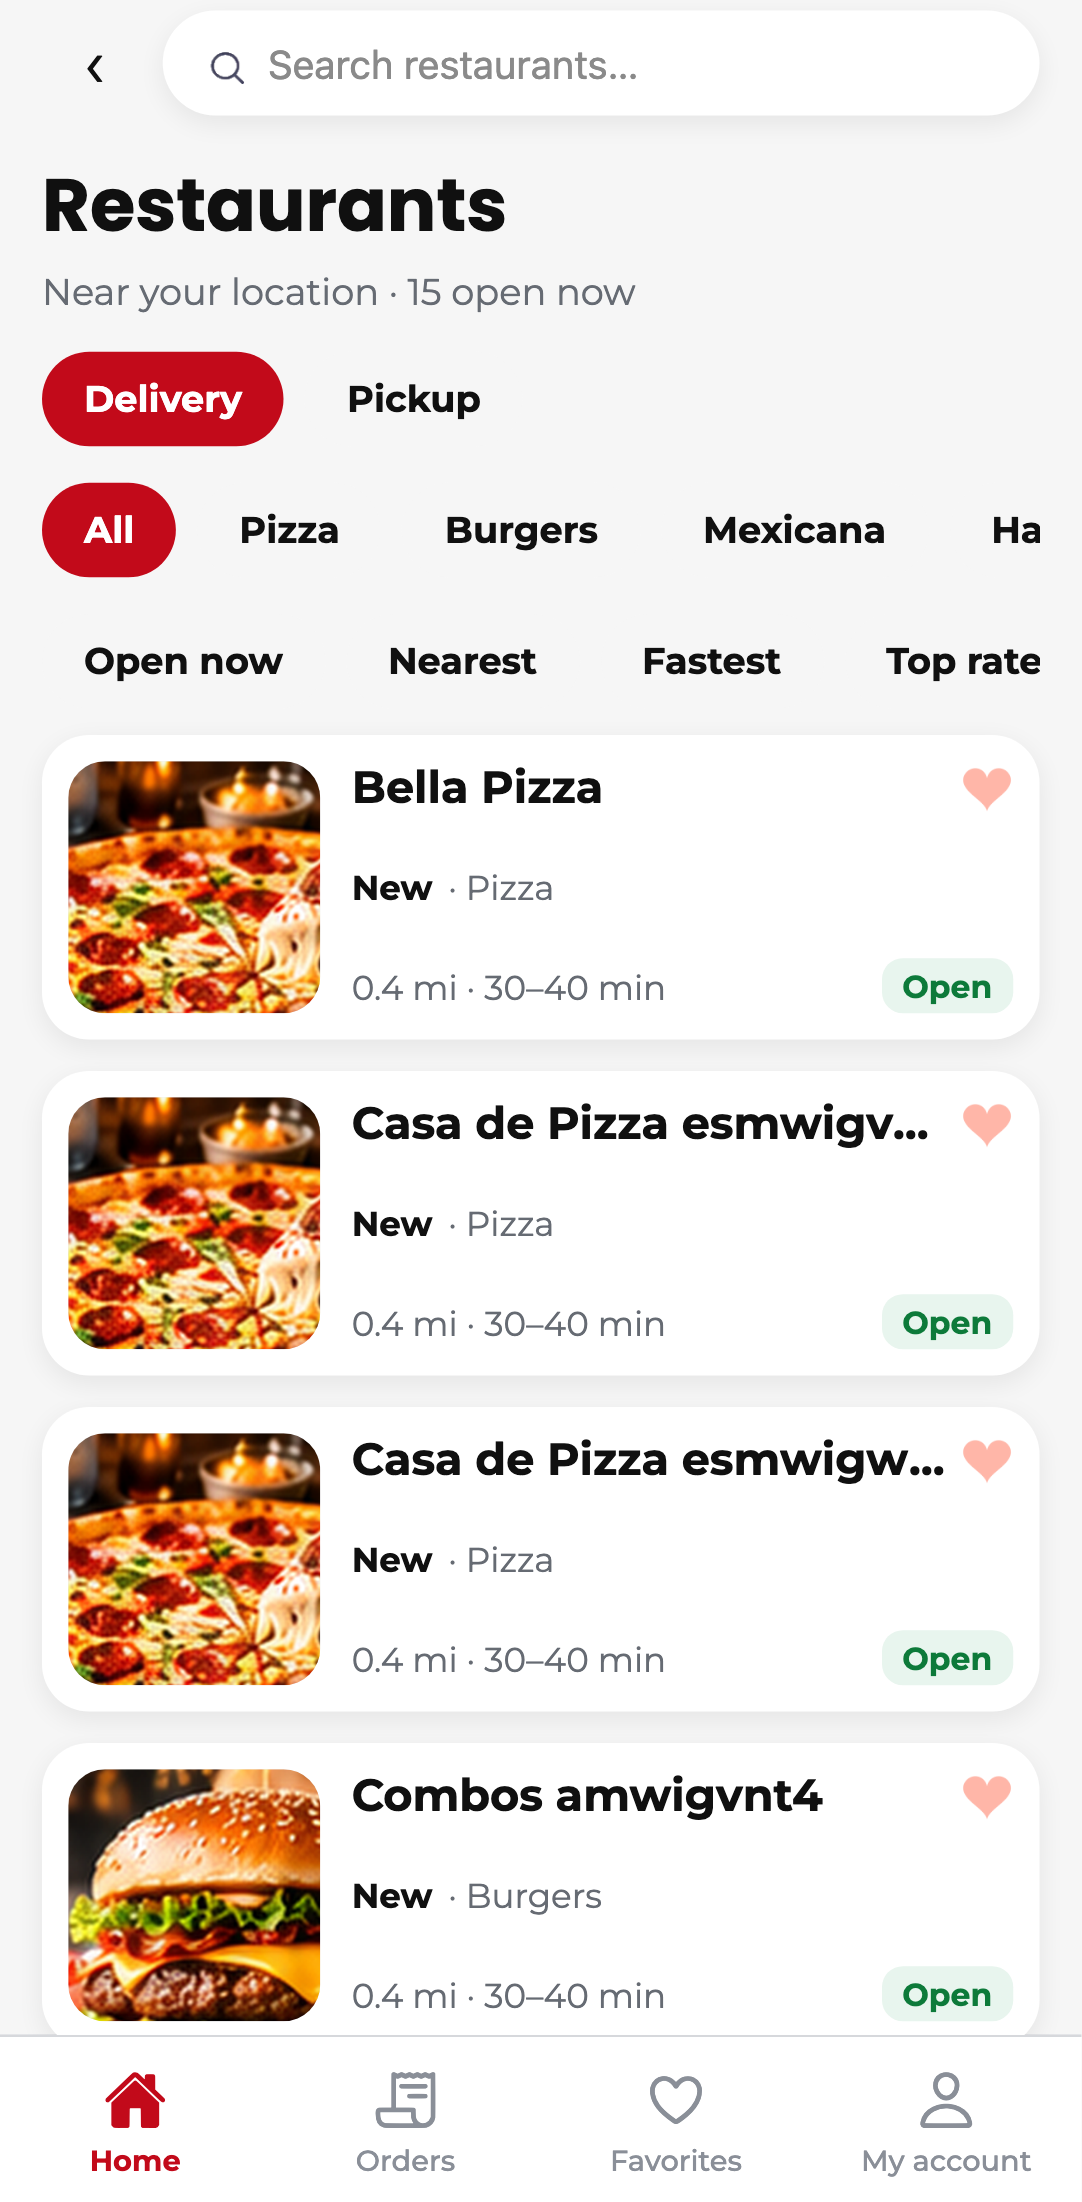 Search restaurants...
Restaurants
Near your location · 15 open now
Delivery Pickup
All Pizza Burgers Mexicana Ha
Open now Nearest Fastest Top rate
Bella Pizza
New · Pizza
0.4 mi · 30–40 min Open
Casa de Pizza esmwigv...
New · Pizza
0.4 mi · 30–40 min Open
Casa de Pizza esmwigw...
New · Pizza
0.4 mi · 30–40 min Open
Combos amwigvnt4
New · Burgers
0.4 mi · 30–40 min Open
Home Orders Favorites My account